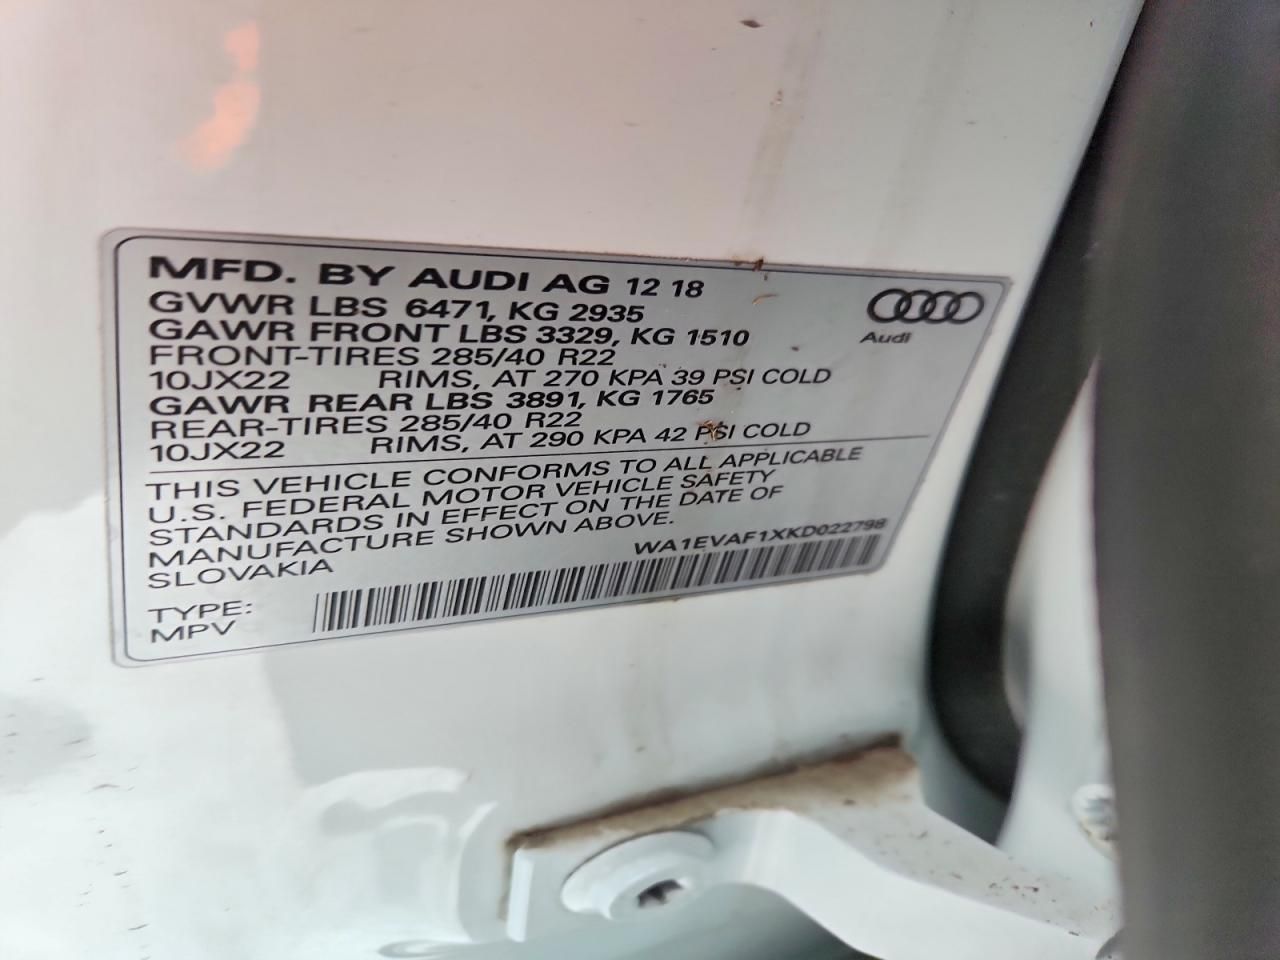 MFD. BY AUDI AG 12 18
GVWR LBS 6471, KG 2935
GAWR FRONT LBS 3329, KG 1510
FRONT-TIRES 285/40 R22
10JX22 RIMS, AT 270 KPA 39 PSI COLD
GAWR REAR LBS 3891, KG 1765
REAR-TIRES 285/40 R22
10JX22 RIMS, AT 290 KPA 42 PSI COLD
Audi
THIS VEHICLE CONFORMS TO ALL APPLICABLE
U.S. FEDERAL MOTOR VEHICLE SAFETY
STANDARDS IN EFFECT ON THE DATE OF
MANUFACTURE SHOWN ABOVE.
SLOVAKIA
WA1EVAF1XKD022798
TYPE:
MPV